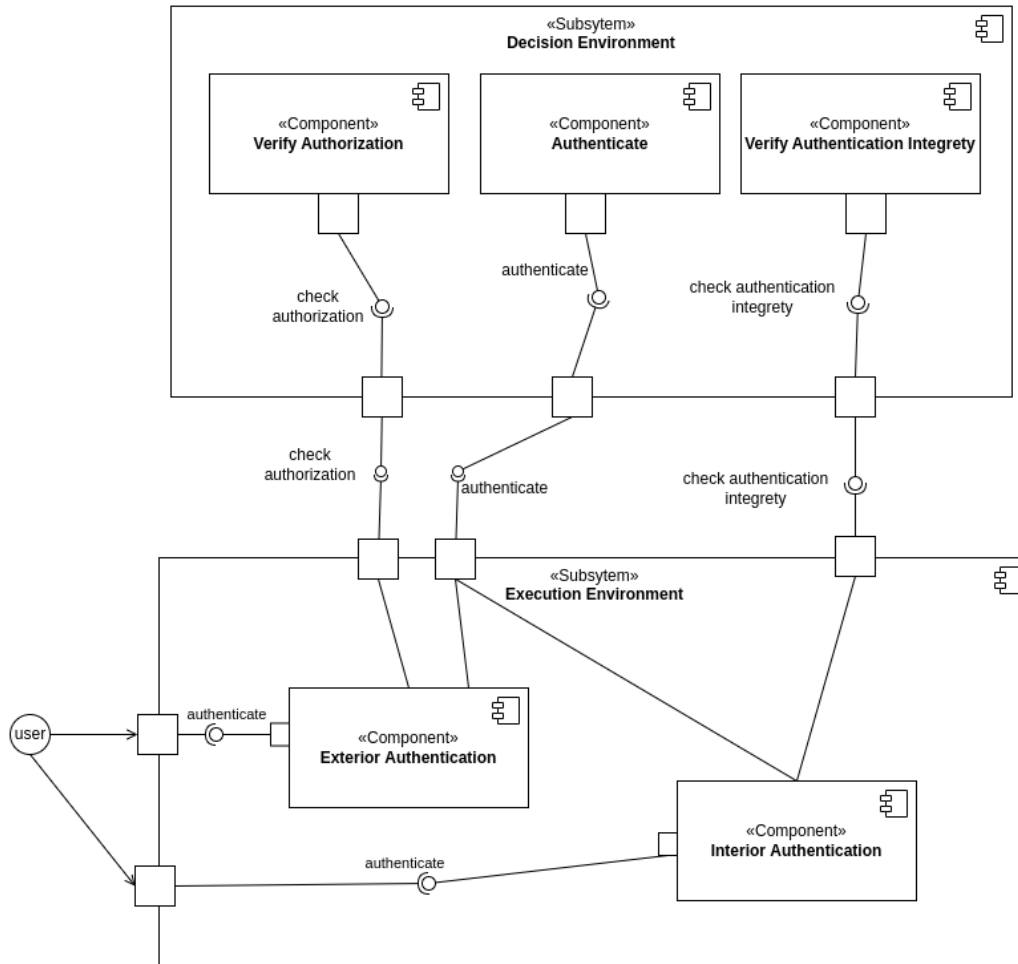 «Subsytem»
Decision Environment
«Component»
Verify Authorization
«Component»
Authenticate
«Component»
Verify Authentication Integrety
check
authorization
authenticate
check authentication
integrety
check
authorization
authenticate
check authentication
integrety
«Subsytem»
Execution Environment
user
authenticate
«Component»
Exterior Authentication
authenticate
«Component»
Interior Authentication